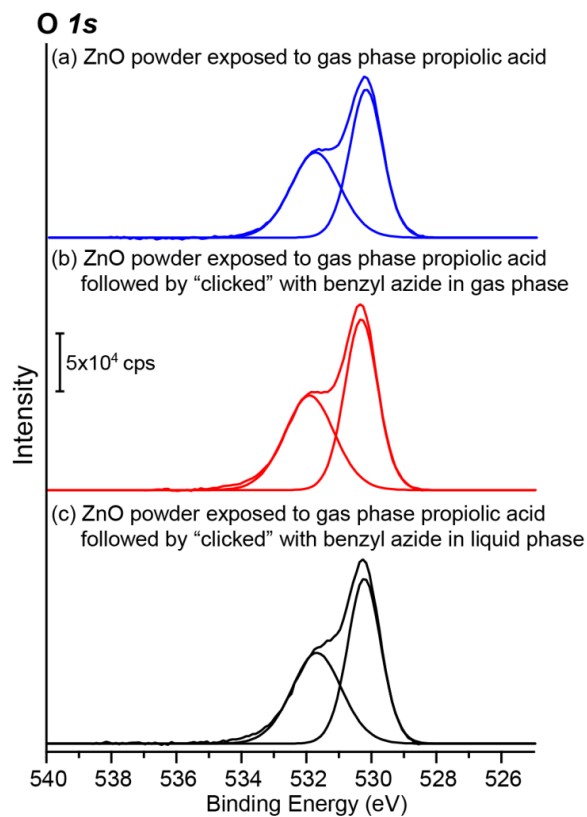 O 1s
(a) ZnO powder exposed to gas phase propiolic acid
(b) ZnO powder exposed to gas phase propiolic acid
followed by “clicked” with benzyl azide in gas phase
5x10⁴ cps
Intensity
(c) ZnO powder exposed to gas phase propiolic acid
followed by “clicked” with benzyl azide in liquid phase
540 538 536 534 532 530 528 526
Binding Energy (eV)